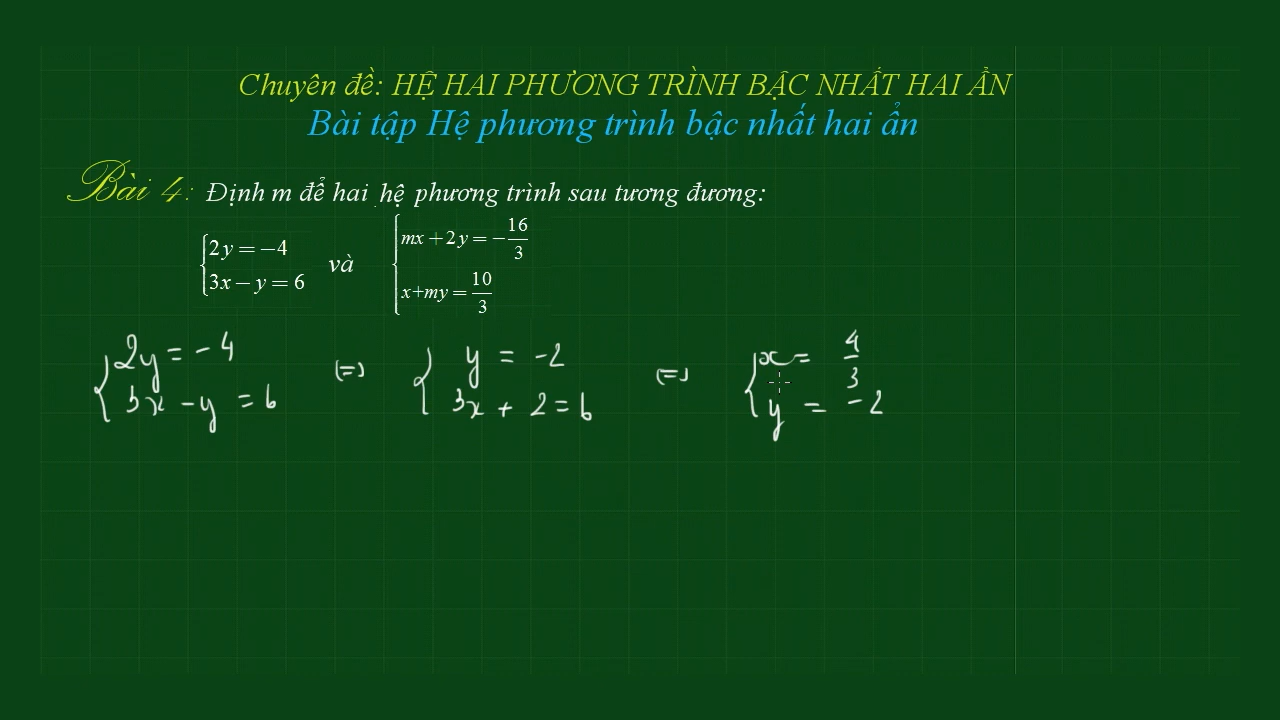 Chuyên đề: HỆ HAI PHƯƠNG TRÌNH BẬC NHẤT HAI ẨN
Bài tập Hệ phương trình bậc nhất hai ẩn
Bài 4: Định m để hai hệ phương trình sau tương đương:
{2y = −4
3x − y = 6
và
{mx + 2y = −16/3
x+my = 10/3
{2y = -4
3x - y = 6
(=)
{y = -2
3x + 2 = 6
(=)
{x = 4/3
y = -2